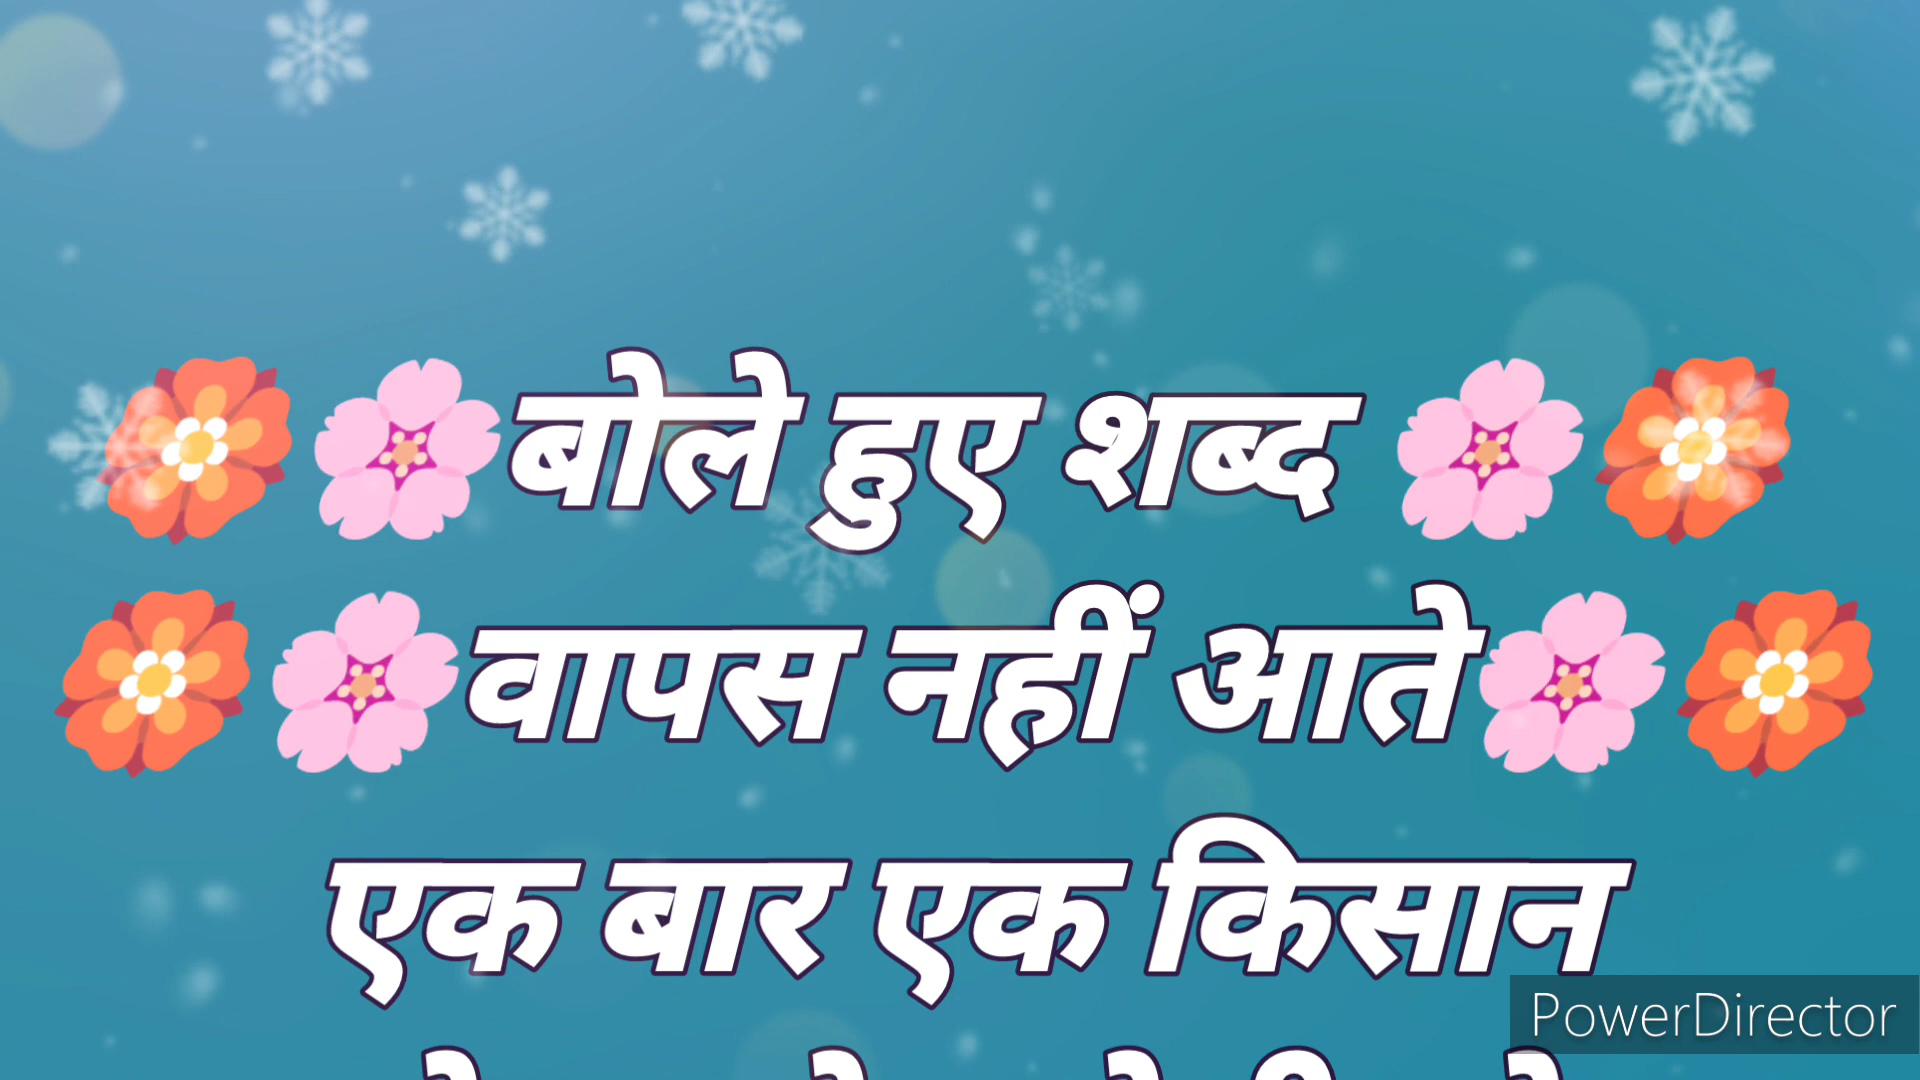 🏵️🌸बोले हुए शब्द 🌸🏵️
🏵️🌸वापस नहीं आते🌸🏵️
एक बार एक किसान
PowerDirector